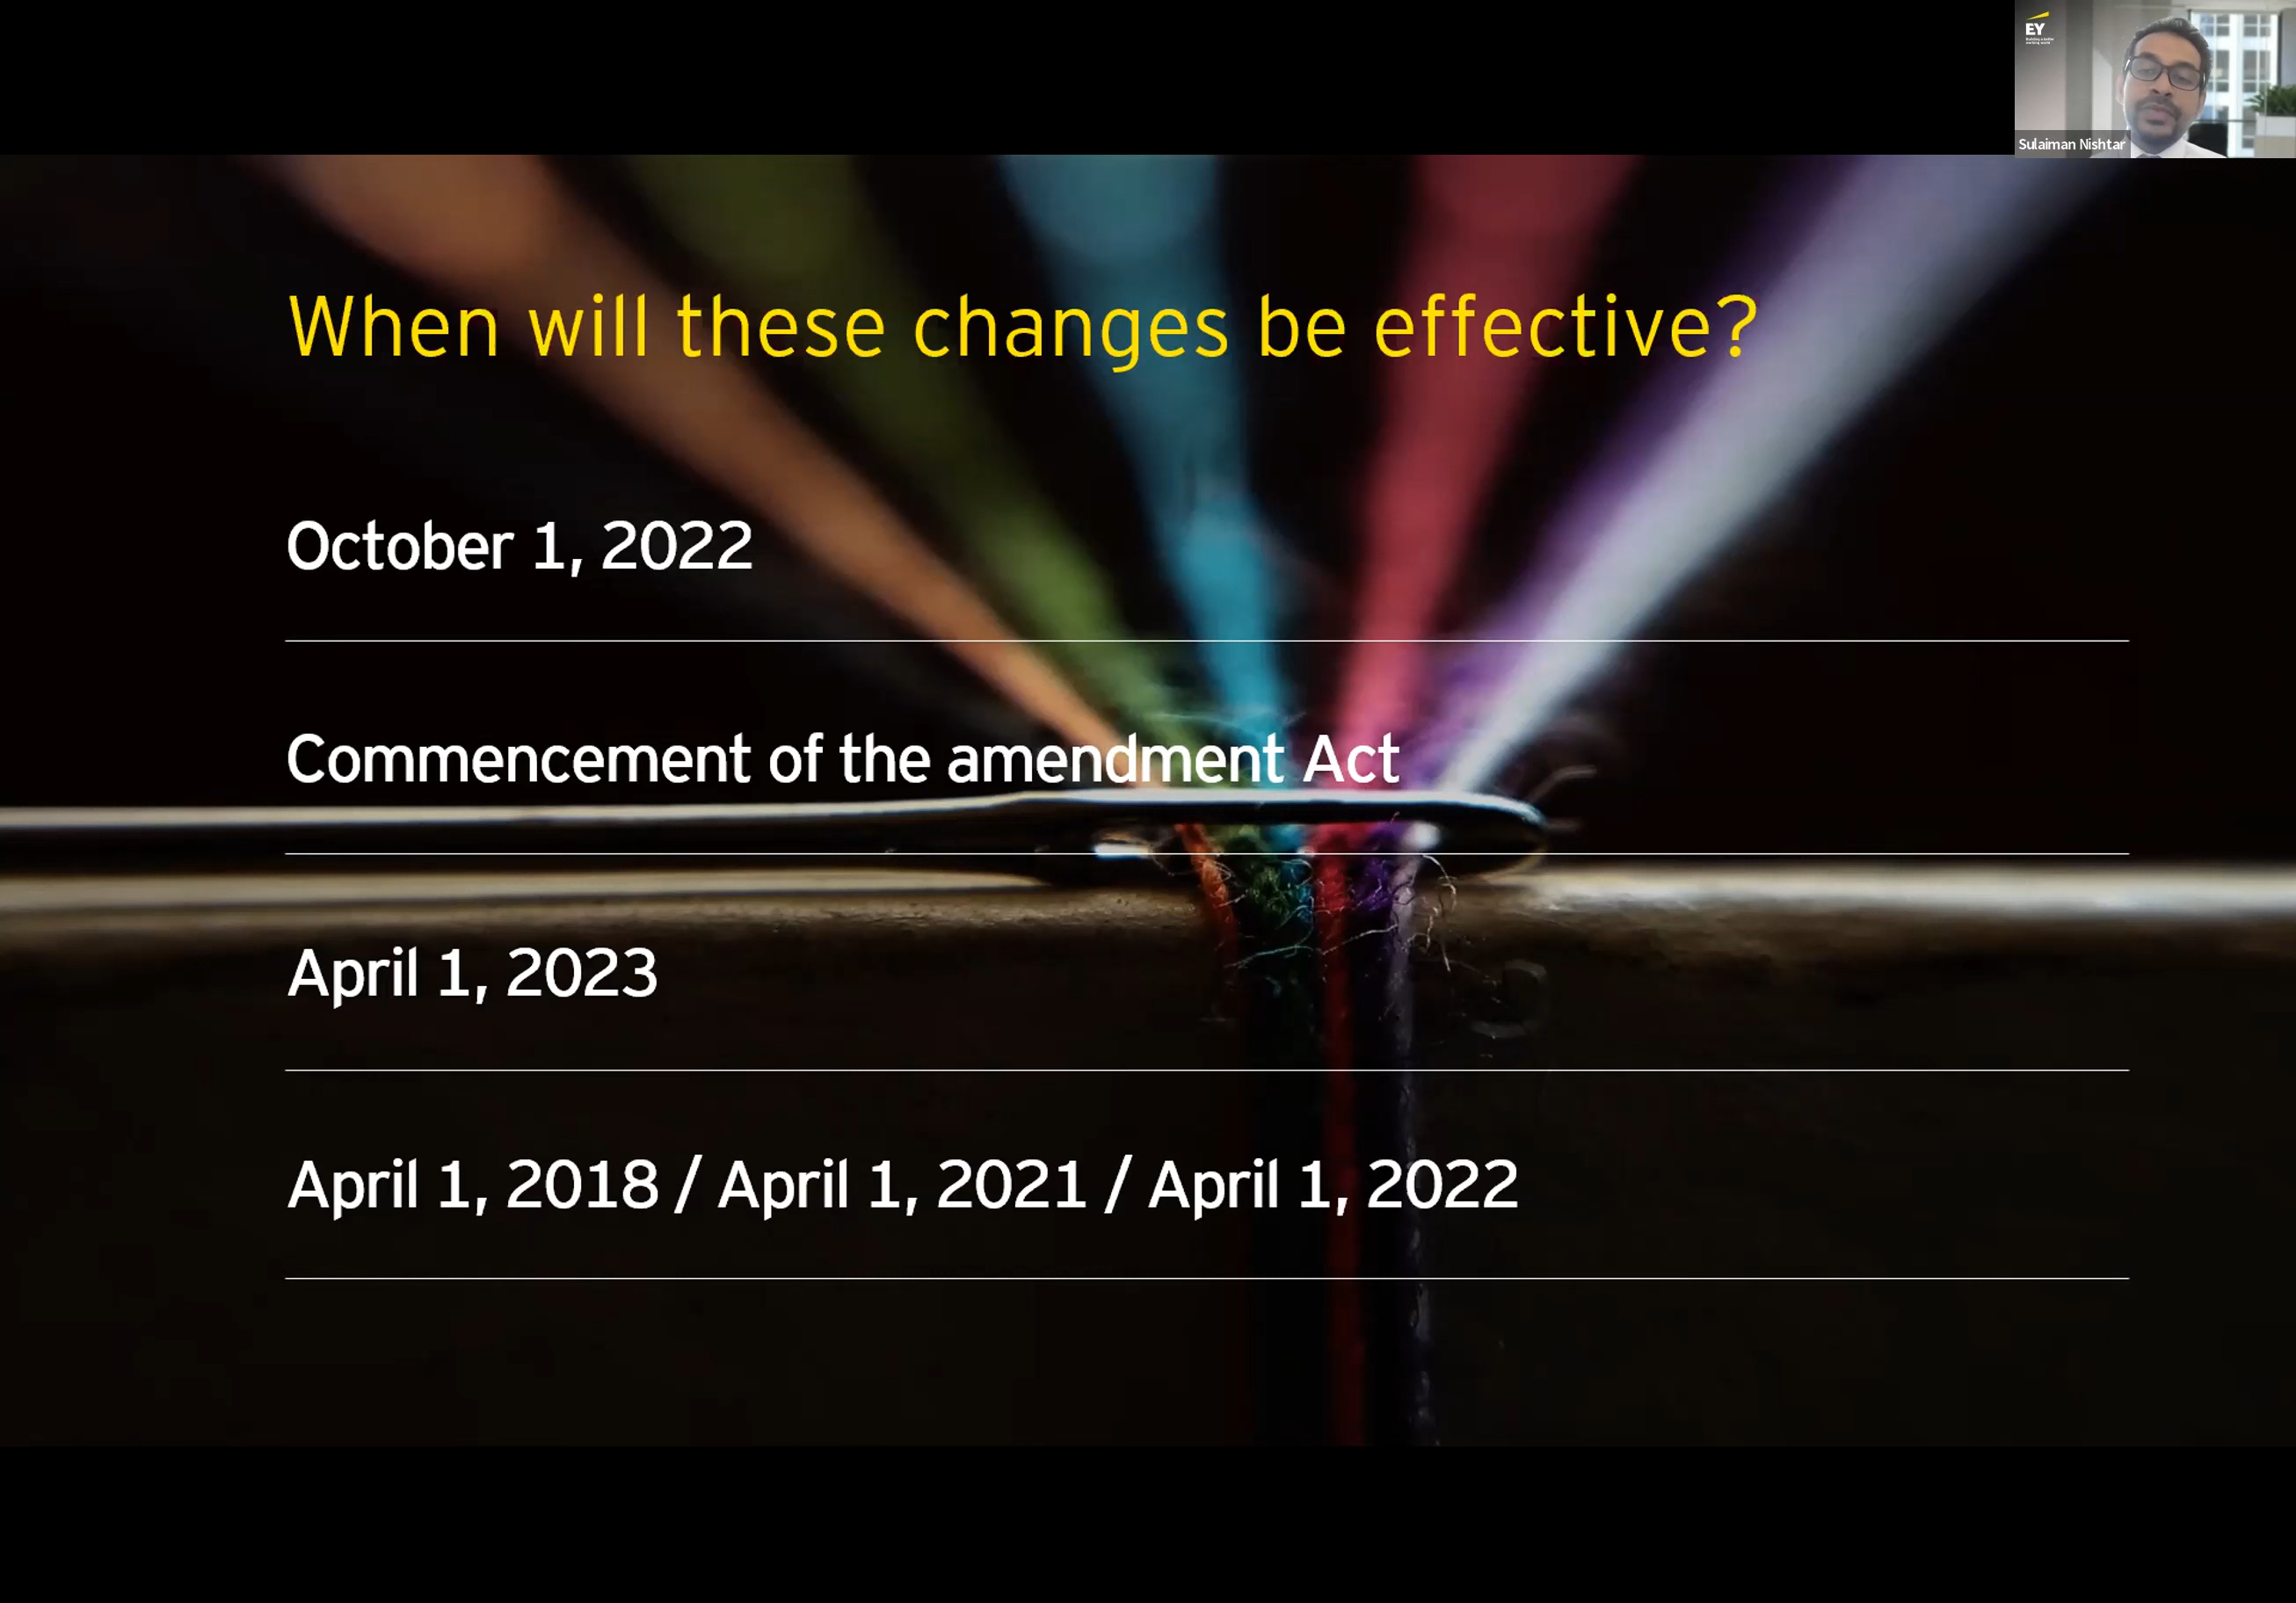 EY
Sulaiman Nishtar
When will these changes be effective?
October 1, 2022
Commencement of the amendment Act
April 1, 2023
April 1, 2018 / April 1, 2021 / April 1, 2022